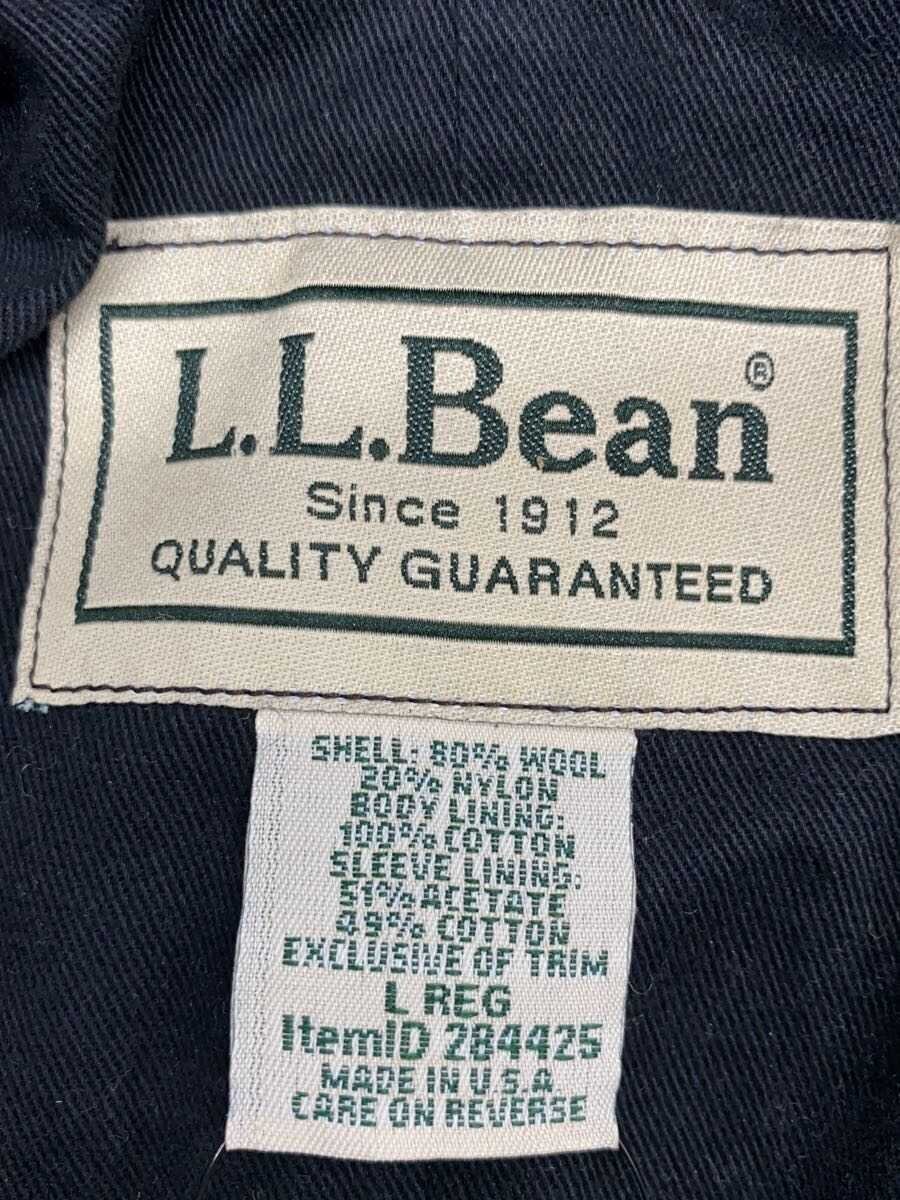 L.L.Bean®
Since 1912
QUALITY GUARANTEED
SHELL: 80% WOOL
20% NYLON
BODY LINING:
100% COTTON
SLEEVE LINING:
51% ACETATE
49% COTTON
EXCLUSIVE OF TRIM
L REG
ItemID 284425
MADE IN U.S.A
CARE ON REVERSE